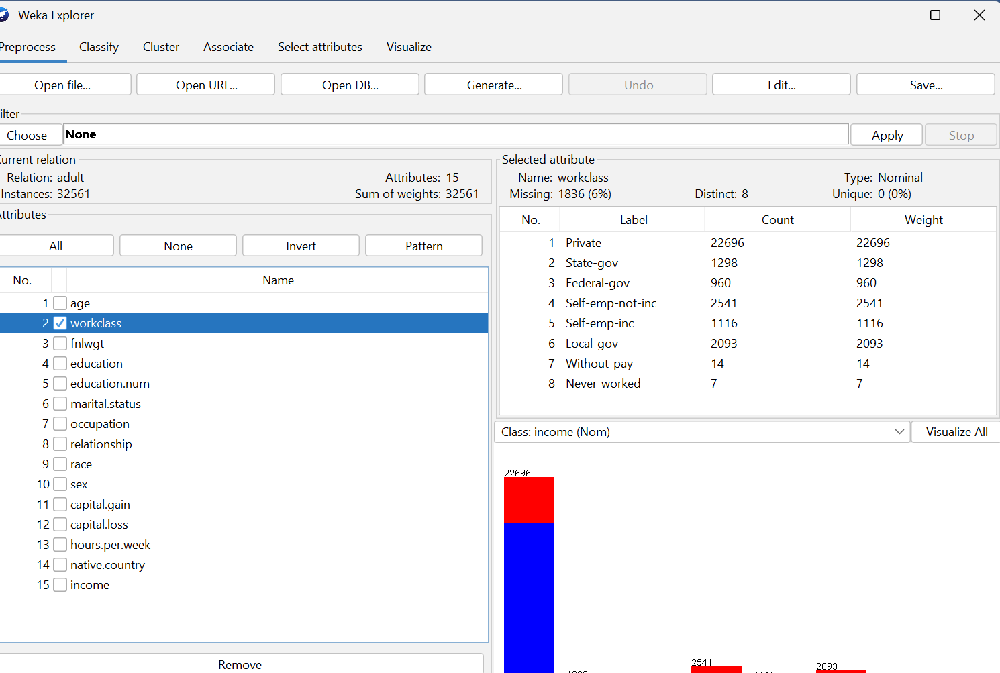 Weka Explorer
Preprocess Classify Cluster Associate Select attributes Visualize
Open file... Open URL... Open DB... Generate... Undo Edit... Save...
ilter
Choose None Apply Stop
Current relation
Relation: adult Attributes: 15
Instances: 32561 Sum of weights: 32561
Attributes
All None Invert Pattern
No. Name
1 age
2 workclass
3 fnlwgt
4 education
5 education.num
6 marital.status
7 occupation
8 relationship
9 race
10 sex
11 capital.gain
12 capital.loss
13 hours.per.week
14 native.country
15 income
Remove
Selected attribute
Name: workclass Type: Nominal
Missing: 1836 (6%) Distinct: 8 Unique: 0 (0%)
No. Label Count Weight
1 Private 22696 22696
2 State-gov 1298 1298
3 Federal-gov 960 960
4 Self-emp-not-inc 2541 2541
5 Self-emp-inc 1116 1116
6 Local-gov 2093 2093
7 Without-pay 14 14
8 Never-worked 7 7
Class: income (Nom) Visualize All
22696
2541
2093